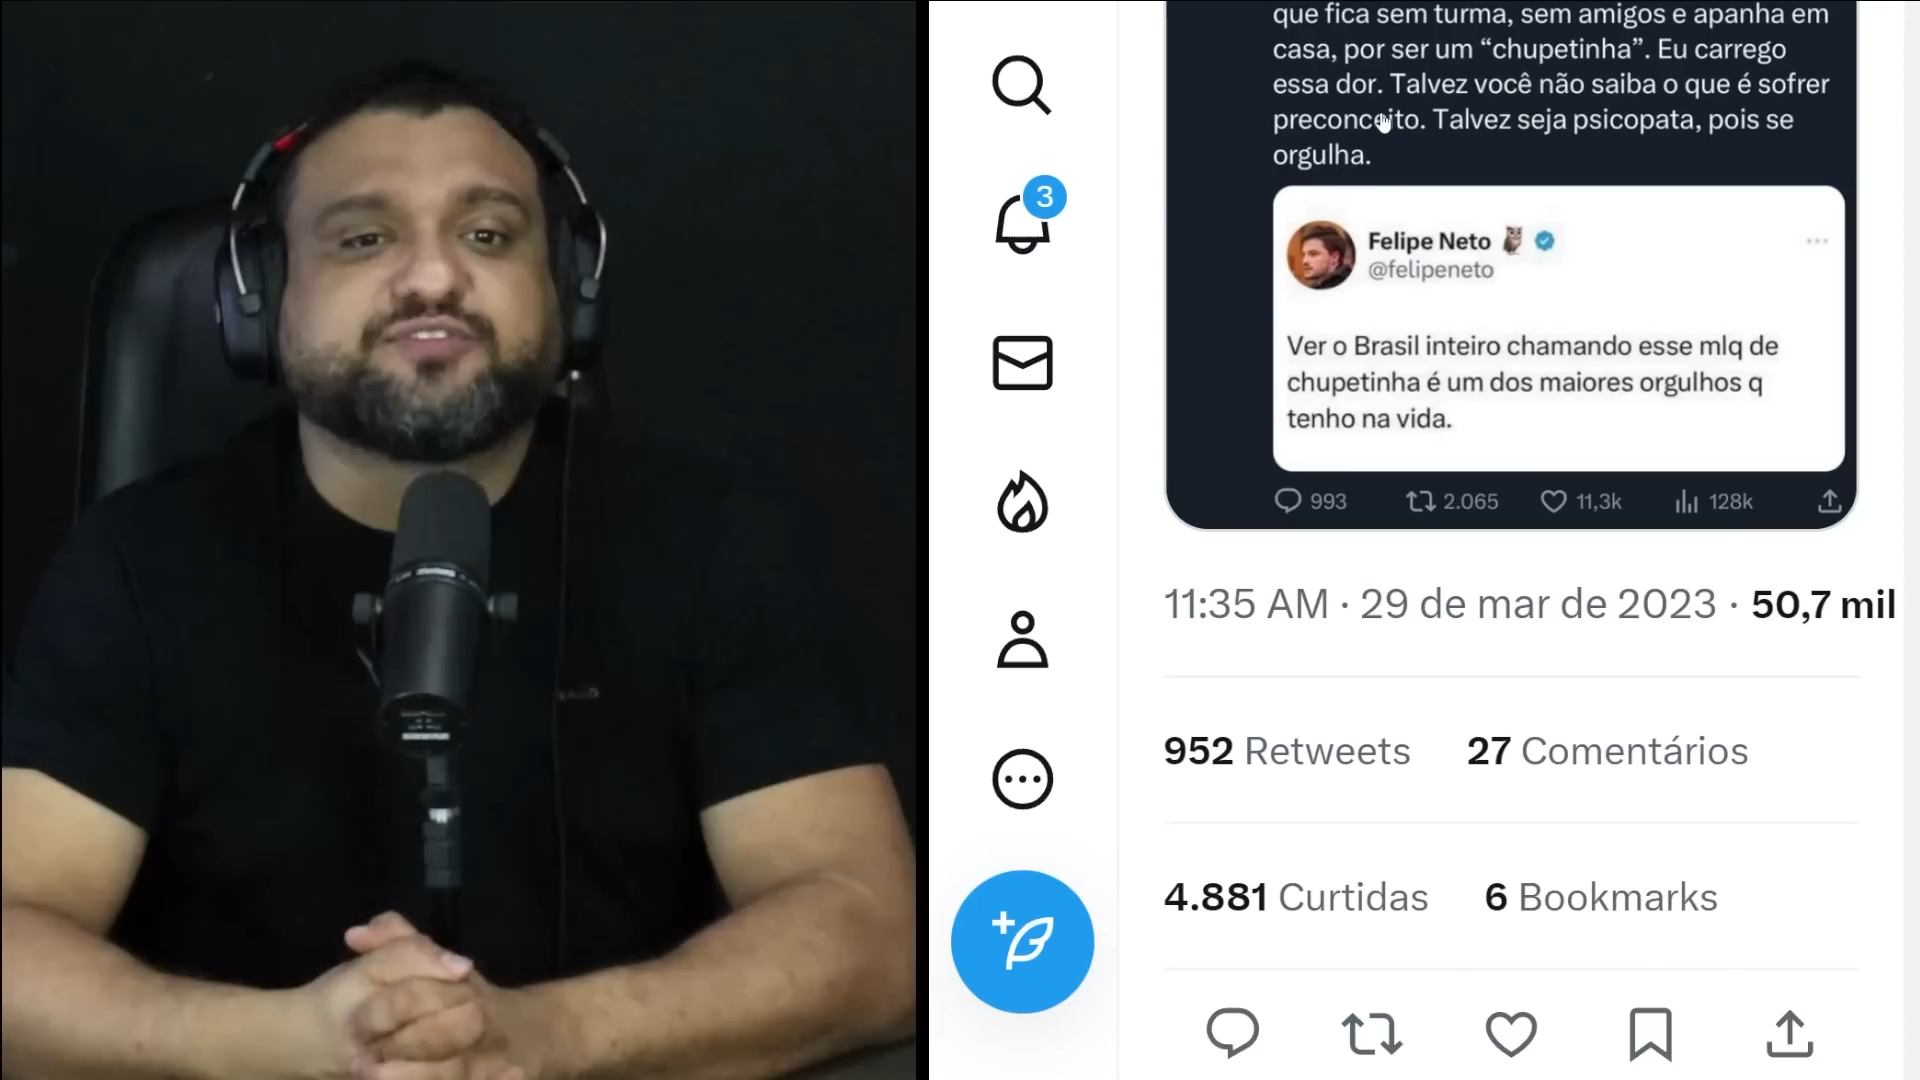 que fica sem turma, sem amigos e apanha em
casa, por ser um “chupetinha”. Eu carrego
essa dor. Talvez você não saiba o que é sofrer
preconceito. Talvez seja psicopata, pois se
orgulha.
3
Felipe Neto
@felipeneto
Ver o Brasil inteiro chamando esse mlq de
chupetinha é um dos maiores orgulhos q
tenho na vida.
993 2.065 11,3k 128k
11:35 AM · 29 de mar de 2023 · 50,7 mil
952 Retweets 27 Comentários
4.881 Curtidas 6 Bookmarks